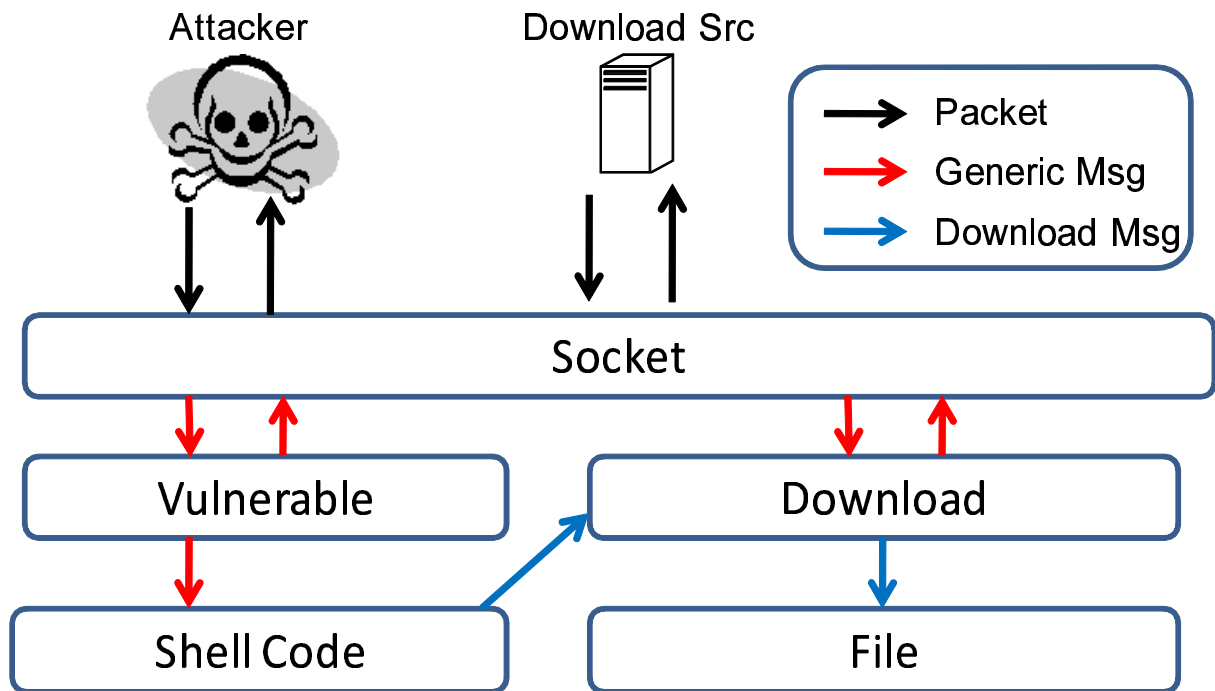 Attacker
Download Src
Packet
Generic Msg
Download Msg
Socket
Vulnerable
Download
Shell Code
File